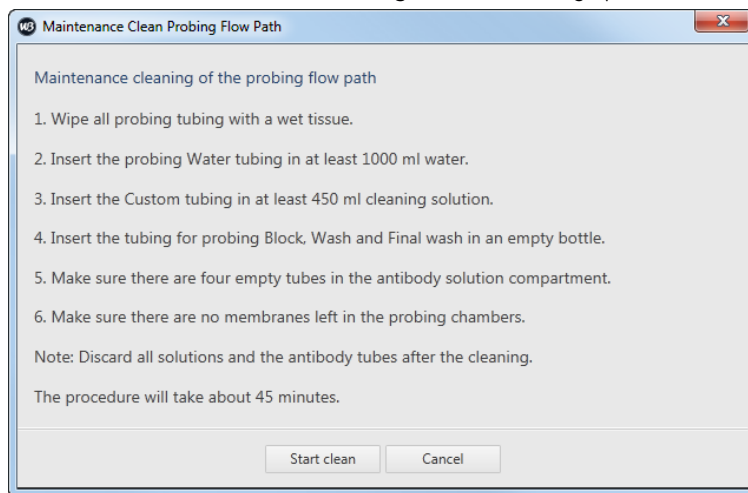 Maintenance Clean Probing Flow Path
Maintenance cleaning of the probing flow path
1. Wipe all probing tubing with a wet tissue.
2. Insert the probing Water tubing in at least 1000 ml water.
3. Insert the Custom tubing in at least 450 ml cleaning solution.
4. Insert the tubing for probing Block, Wash and Final wash in an empty bottle.
5. Make sure there are four empty tubes in the antibody solution compartment.
6. Make sure there are no membranes left in the probing chambers.
Note: Discard all solutions and the antibody tubes after the cleaning.
The procedure will take about 45 minutes.
Start clean Cancel